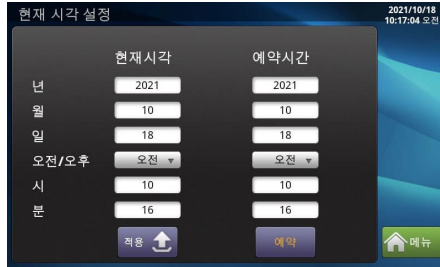 현재 시각 설정
2021/10/18
10:17:04 오전
현재시각 예약시간
년 2021 2021
월 10 10
일 18 18
오전/오후 오전 오전
시 10 10
분 16 16
적용 예약
메뉴